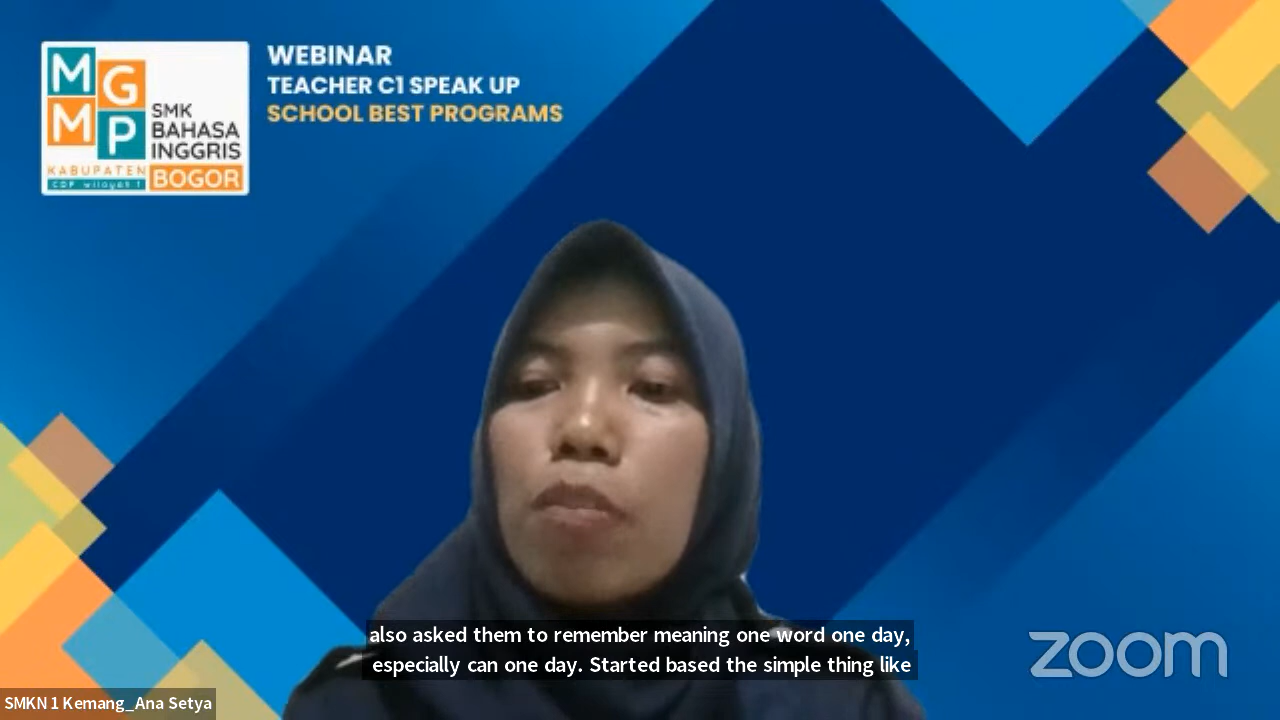 MGMP
SMK
BAHASA
INGGRIS
KABUPATEN
CDP wilayah 1
BOGOR
WEBINAR
TEACHER C1 SPEAK UP
SCHOOL BEST PROGRAMS
also asked them to remember meaning one word one day,
especially can one day. Started based the simple thing like
zoom
SMKN 1 Kemang_Ana Setya